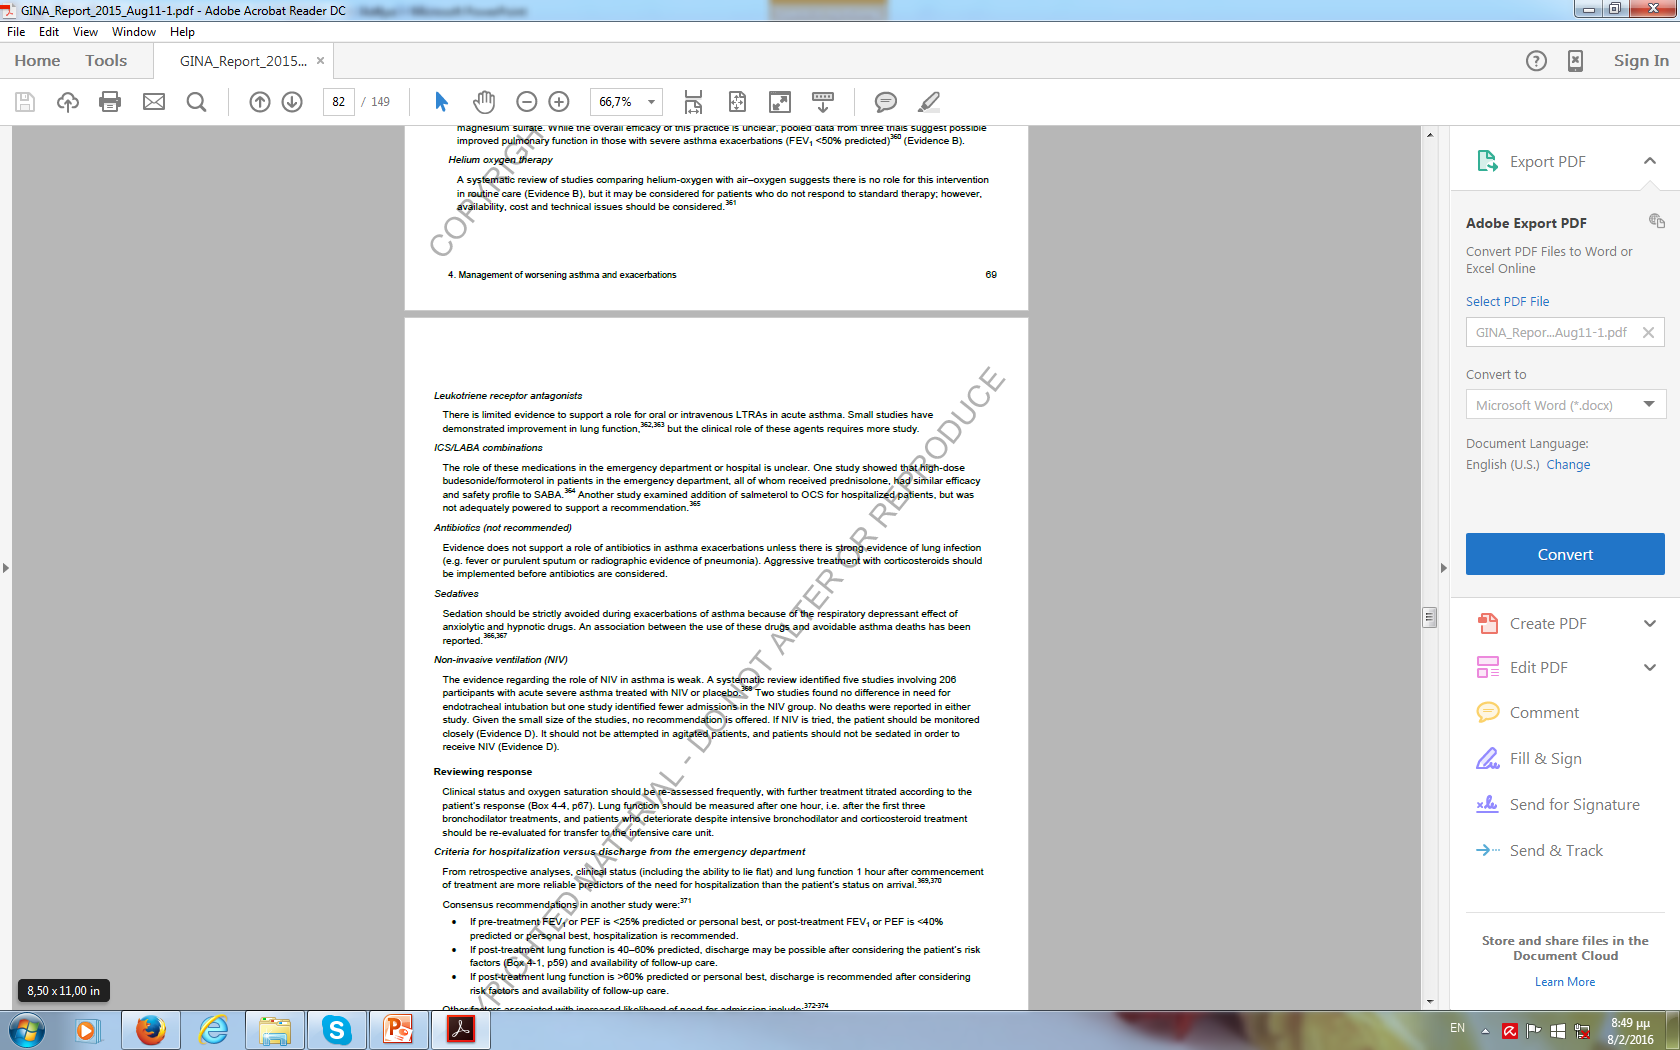 GINA_Report_2015_Aug11-1.pdf - Adobe Acrobat Reader DC
File Edit View Window Help
Home Tools GINA_Report_2015... × Sign In
82 / 149 66,7%
magnesium sulfate. While the overall efficacy of this practice is unclear, pooled data from three trials suggest possible
improved pulmonary function in those with severe asthma exacerbations (FEV1 <50% predicted)360 (Evidence B).
Helium oxygen therapy
A systematic review of studies comparing helium-oxygen with air–oxygen suggests there is no role for this intervention
in routine care (Evidence B), but it may be considered for patients who do not respond to standard therapy; however,
availability, cost and technical issues should be considered.361
4. Management of worsening asthma and exacerbations 69
Leukotriene receptor antagonists
There is limited evidence to support a role for oral or intravenous LTRAs in acute asthma. Small studies have
demonstrated improvement in lung function,362,363 but the clinical role of these agents requires more study.
ICS/LABA combinations
The role of these medications in the emergency department or hospital is unclear. One study showed that high-dose
budesonide/formoterol in patients in the emergency department, all of whom received prednisolone, had similar efficacy
and safety profile to SABA.364 Another study examined addition of salmeterol to OCS for hospitalized patients, but was
not adequately powered to support a recommendation.365
Antibiotics (not recommended)
Evidence does not support a role of antibiotics in asthma exacerbations unless there is strong evidence of lung infection
(e.g. fever or purulent sputum or radiographic evidence of pneumonia). Aggressive treatment with corticosteroids should
be implemented before antibiotics are considered.
Sedatives
Sedation should be strictly avoided during exacerbations of asthma because of the respiratory depressant effect of
anxiolytic and hypnotic drugs. An association between the use of these drugs and avoidable asthma deaths has been
reported.366,367
Non-invasive ventilation (NIV)
The evidence regarding the role of NIV in asthma is weak. A systematic review identified five studies involving 206
participants with acute severe asthma treated with NIV or placebo.368 Two studies found no difference in need for
endotracheal intubation but one study identified fewer admissions in the NIV group. No deaths were reported in either
study. Given the small size of the studies, no recommendation is offered. If NIV is tried, the patient should be monitored
closely (Evidence D). It should not be attempted in agitated patients, and patients should not be sedated in order to
receive NIV (Evidence D).
Reviewing response
Clinical status and oxygen saturation should be re-assessed frequently, with further treatment titrated according to the
patient's response (Box 4-4, p67). Lung function should be measured after one hour, i.e. after the first three
bronchodilator treatments, and patients who deteriorate despite intensive bronchodilator and corticosteroid treatment
should be re-evaluated for transfer to the intensive care unit.
Criteria for hospitalization versus discharge from the emergency department
From retrospective analyses, clinical status (including the ability to lie flat) and lung function 1 hour after commencement
of treatment are more reliable predictors of the need for hospitalization than the patient's status on arrival.369,370
Consensus recommendations in another study were:371
• If pre-treatment FEV1 or PEF is <25% predicted or personal best, or post-treatment FEV1 or PEF is <40%
predicted or personal best, hospitalization is recommended.
• If post-treatment lung function is 40–60% predicted, discharge may be possible after considering the patient's risk
factors (Box 4-1, p59) and availability of follow-up care.
• If post-treatment lung function is >60% predicted or personal best, discharge is recommended after considering
risk factors and availability of follow-up care.
Other factors associated with increased likelihood of need for admission include:372-374
COPYRIGH
YRIGHTED MATERIAL - DO NOT ALTER OR REPRODUCE
8,50 x 11,00 in
Export PDF
Adobe Export PDF
Convert PDF Files to Word or
Excel Online
Select PDF File
GINA_Repor...Aug11-1.pdf
Convert to
Microsoft Word (*.docx)
Document Language:
English (U.S.) Change
Convert
Create PDF
Edit PDF
Comment
Fill & Sign
Send for Signature
Send & Track
Store and share files in the
Document Cloud
Learn More
EN
8:49 μμ
8/2/2016